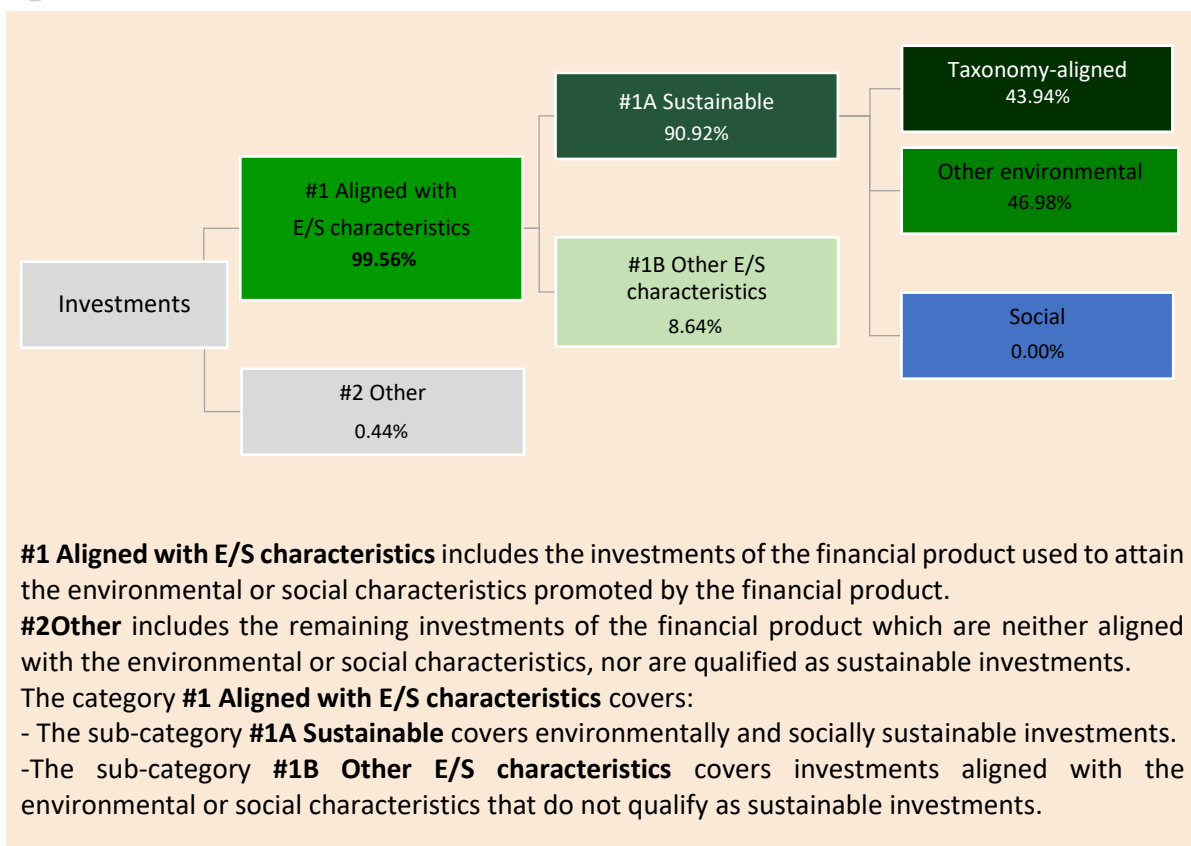 Taxonomy-aligned
43.94%
#1A Sustainable
90.92%
Other environmental
46.98%
#1 Aligned with
E/S characteristics
99.56%
#1B Other E/S
characteristics
8.64%
Investments
Social
0.00%
#2 Other
0.44%
#1 Aligned with E/S characteristics includes the investments of the financial product used to attain
the environmental or social characteristics promoted by the financial product.
#2Other includes the remaining investments of the financial product which are neither aligned
with the environmental or social characteristics, nor are qualified as sustainable investments.
The category #1 Aligned with E/S characteristics covers:
- The sub-category #1A Sustainable covers environmentally and socially sustainable investments.
-The sub-category #1B Other E/S characteristics covers investments aligned with the
environmental or social characteristics that do not qualify as sustainable investments.